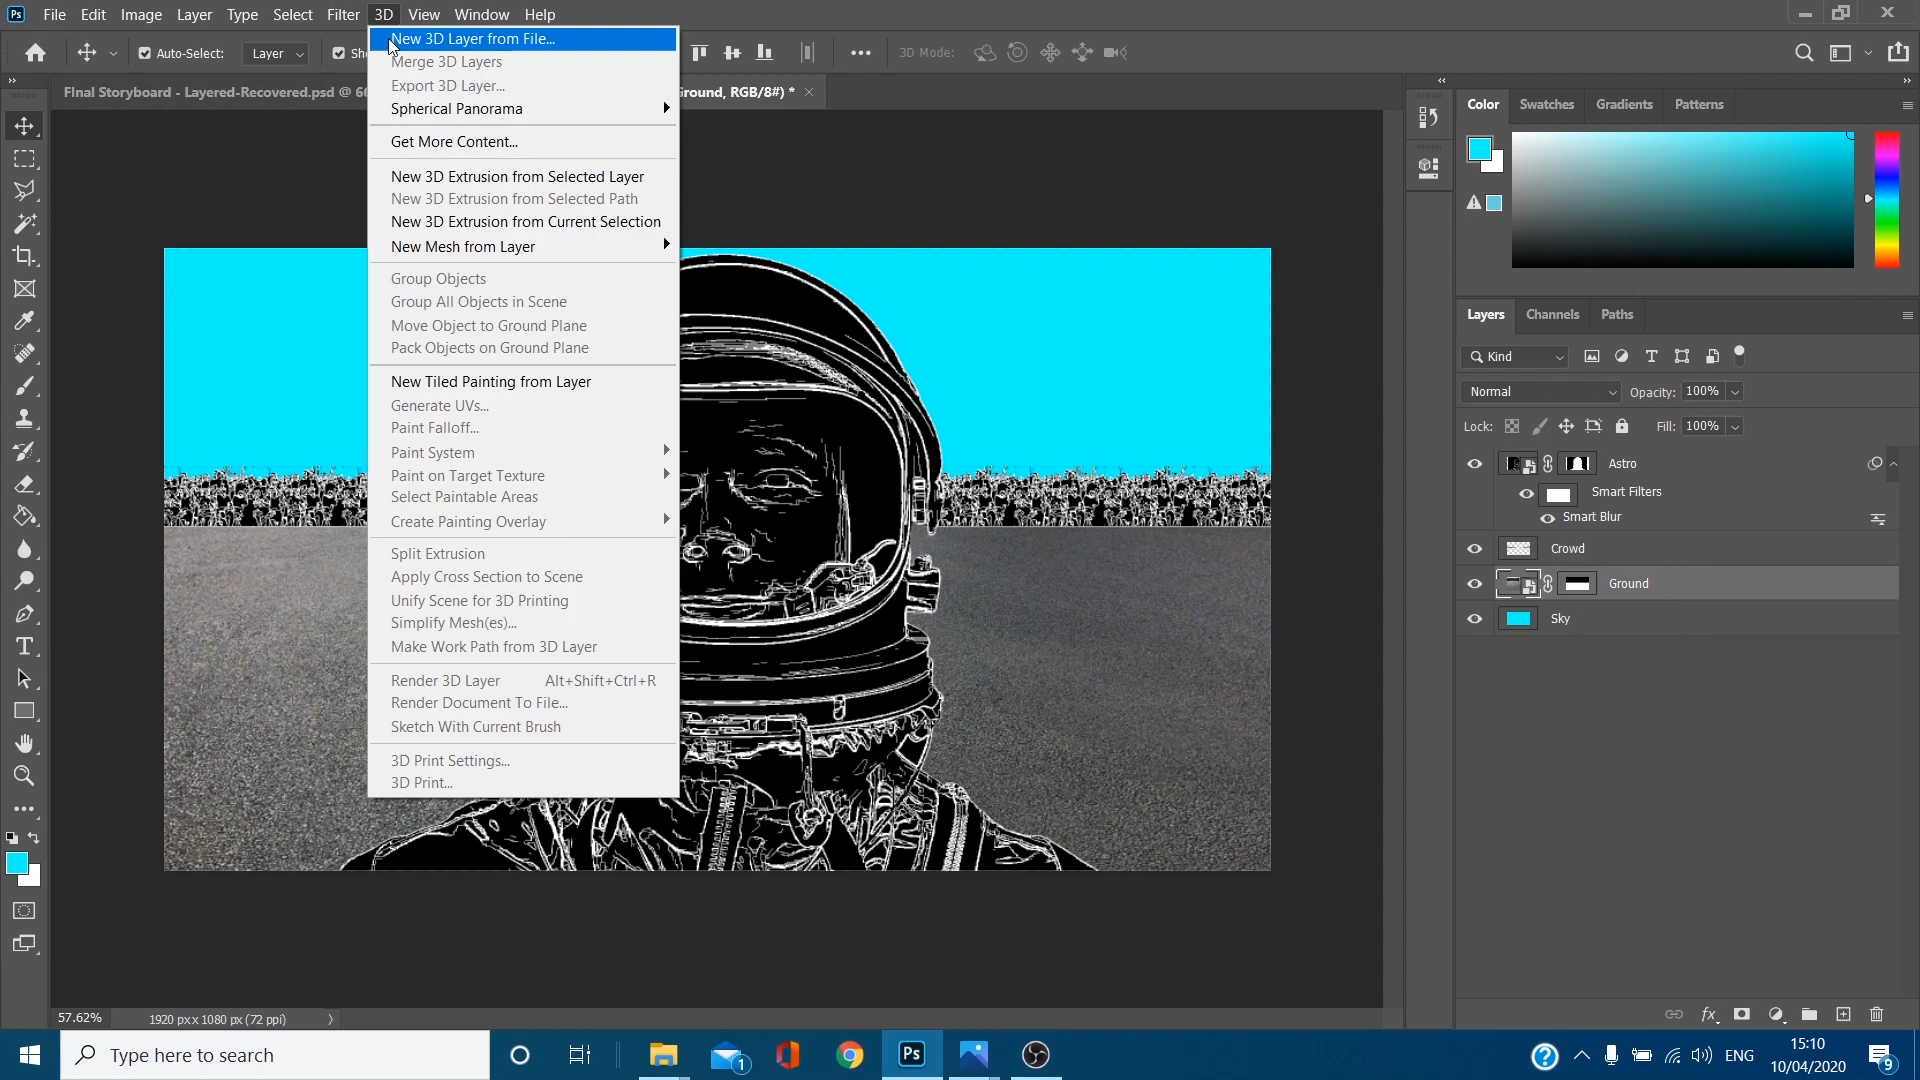 Ps File Edit Image Layer Type Select Filter 3D View Window Help
Auto-Select: Layer 3D Mode:
FInal Storyboard - Layered-Recovered.psd @ Ground, RGB/8#) *
New 3D Layer from File...
Merge 3D Layers
Export 3D Layer...
Spherical Panorama
Get More Content...
New 3D Extrusion from Selected Layer
New 3D Extrusion from Selected Path
New 3D Extrusion from Current Selection
New Mesh from Layer
Group Objects
Group All Objects in Scene
Move Object to Ground Plane
Pack Objects on Ground Plane
New Tiled Painting from Layer
Generate UVs...
Paint Falloff...
Paint System
Paint on Target Texture
Select Paintable Areas
Create Painting Overlay
Split Extrusion
Apply Cross Section to Scene
Unify Scene for 3D Printing
Simplify Mesh(es)...
Make Work Path from 3D Layer
Render 3D Layer Alt+Shift+Ctrl+R
Render Document To File...
Sketch With Current Brush
3D Print Settings...
3D Print...
Color Swatches Gradients Patterns
Layers Channels Paths
Kind
Normal Opacity: 100%
Lock: Fill: 100%
Astro
Smart Filters
Smart Blur
Crowd
Ground
Sky
fx
57.62% 1920 px x 1080 px (72 ppi)
Type here to search
1
Ps
ENG
15:10
10/04/2020
9